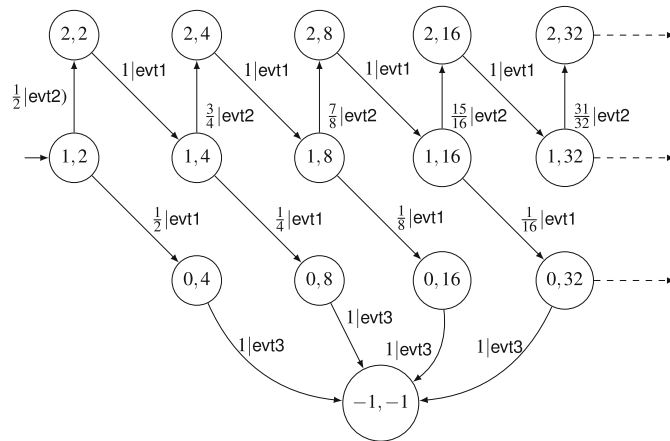 2, 2 2, 4 2, 8 2, 16 2, 32
1|evt1 1|evt1 1|evt1 1|evt1
1/2|evt2) 3/4|evt2 7/8|evt2 15/16|evt2 31/32|evt2
1, 2 1, 4 1, 8 1, 16 1, 32
1/2|evt1 1/4|evt1 1/8|evt1 1/16|evt1
0, 4 0, 8 0, 16 0, 32
1|evt3 1|evt3 1|evt3 1|evt3
−1, −1